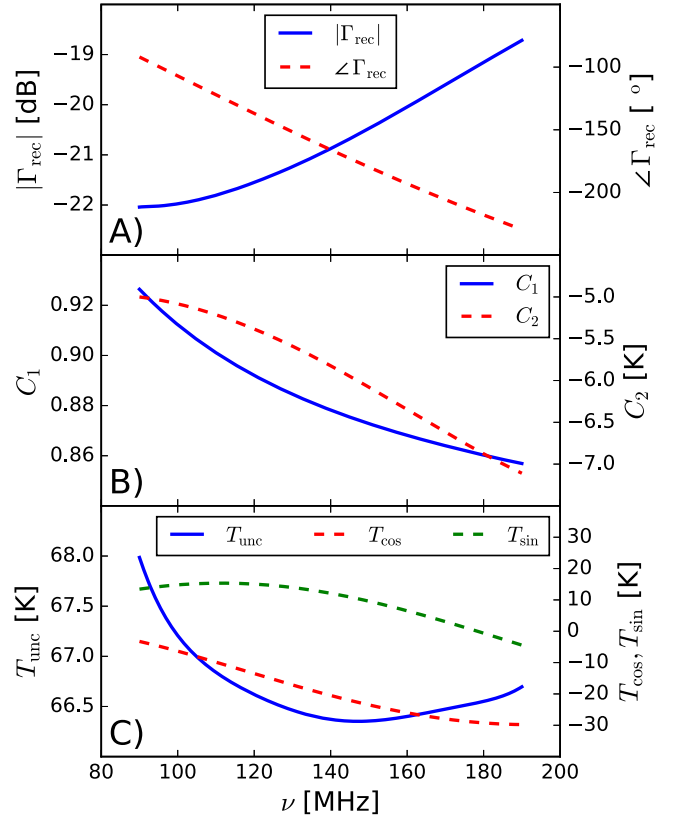 |Γrec|
∠Γrec
−19
−20
−21
−22
|Γrec| [dB]
−100
−150
−200
∠Γrec [ °]
A)
C1
C2
0.92
0.90
0.88
0.86
C1
−5.0
−5.5
−6.0
−6.5
−7.0
C2 [K]
B)
Tunc Tcos Tsin
68.0
67.5
67.0
66.5
Tunc [K]
30
15
0
−10
−20
−30
Tcos, Tsin [K]
C)
80 100 120 140 160 180 200
ν [MHz]